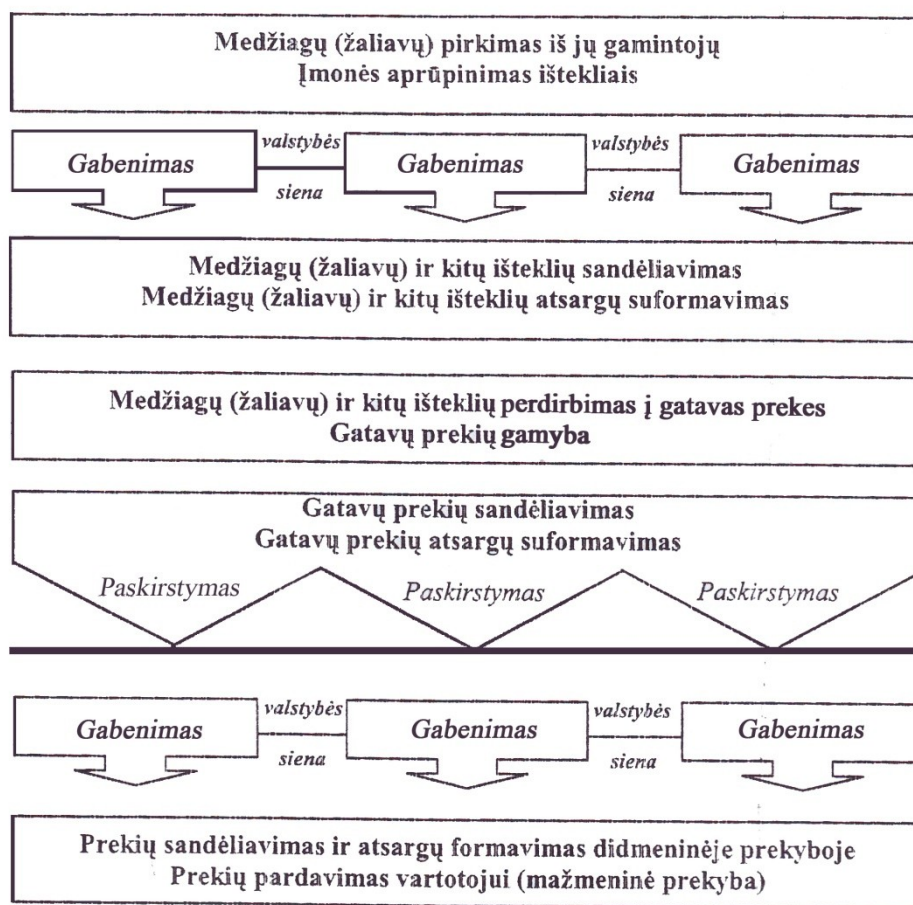 Medžiagų (žaliavų) pirkimas iš jų gamintojų
Įmonės aprūpinimas ištekliais
Gabenimas valstybės siena Gabenimas valstybės siena Gabenimas
Medžiagų (žaliavų) ir kitų išteklių sandėliavimas
Medžiagų (žaliavų) ir kitų išteklių atsargų suformavimas
Medžiagų (žaliavų) ir kitų išteklių perdirbimas į gatavas prekes
Gatavų prekių gamyba
Gatavų prekių sandėliavimas
Gatavų prekių atsargų suformavimas
Paskirstymas Paskirstymas Paskirstymas
Gabenimas valstybės siena Gabenimas valstybės siena Gabenimas
Prekių sandėliavimas ir atsargų formavimas didmeninėje prekyboje
Prekių pardavimas vartotojui (mažmeninė prekyba)